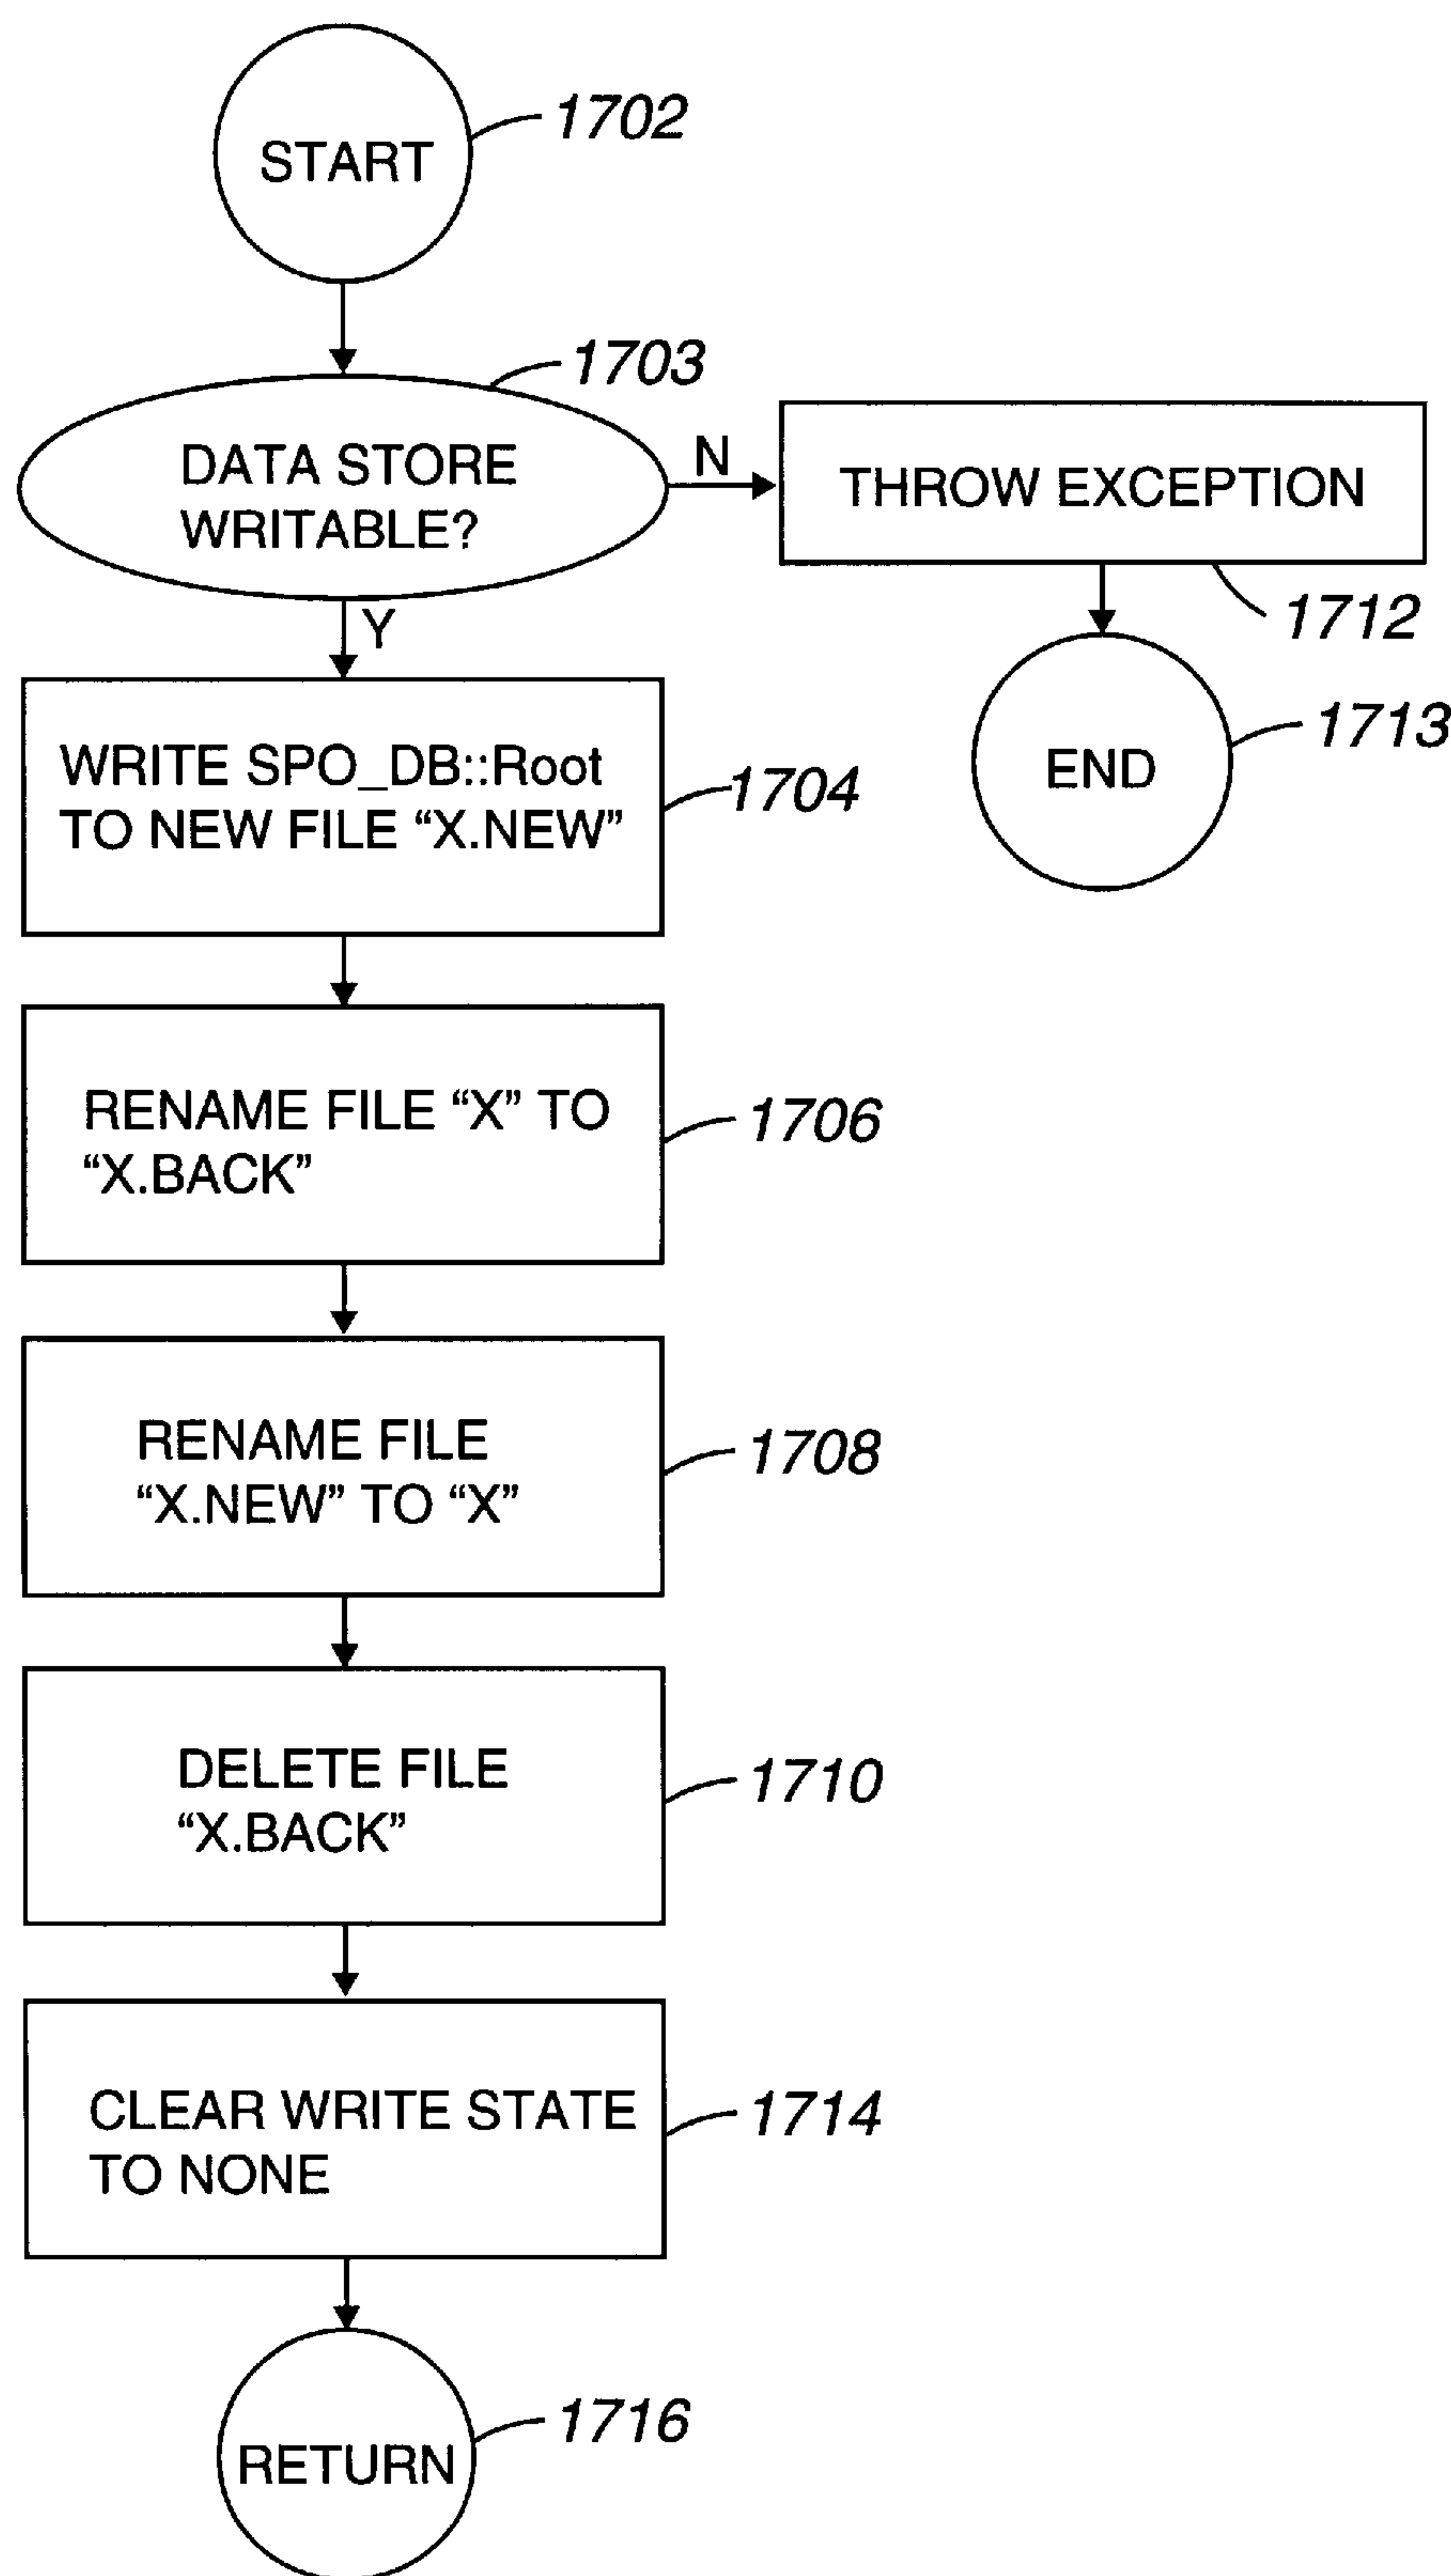 START
1702
1703
DATA STORE
WRITABLE?
N
THROW EXCEPTION
1712
Y
END
1713
WRITE SPO_DB::Root
TO NEW FILE “X.NEW”
1704
RENAME FILE “X” TO
“X.BACK”
1706
RENAME FILE
“X.NEW” TO “X”
1708
DELETE FILE
“X.BACK”
1710
CLEAR WRITE STATE
TO NONE
1714
RETURN
1716